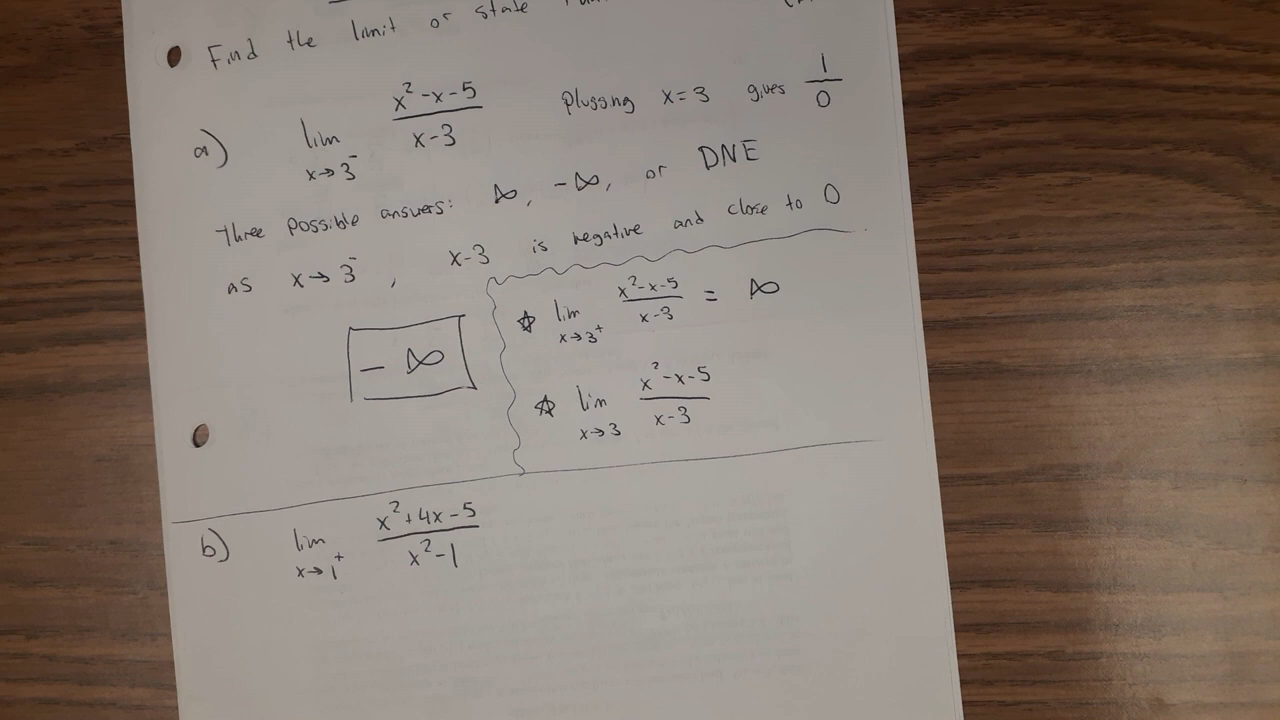 Find the limit or state
a) lim x→3⁻ (x²-x-5)/(x-3) plugging x=3 gives 1/0
Three possible answers: ∞, -∞, or DNE
as x→3⁻, x-3 is negative and close to 0
- ∞
☆ lim x→3⁺ (x²-x-5)/(x-3) = ∞
☆ lim x→3 (x²-x-5)/(x-3)
b) lim x→1⁺ (x²+4x-5)/(x²-1)